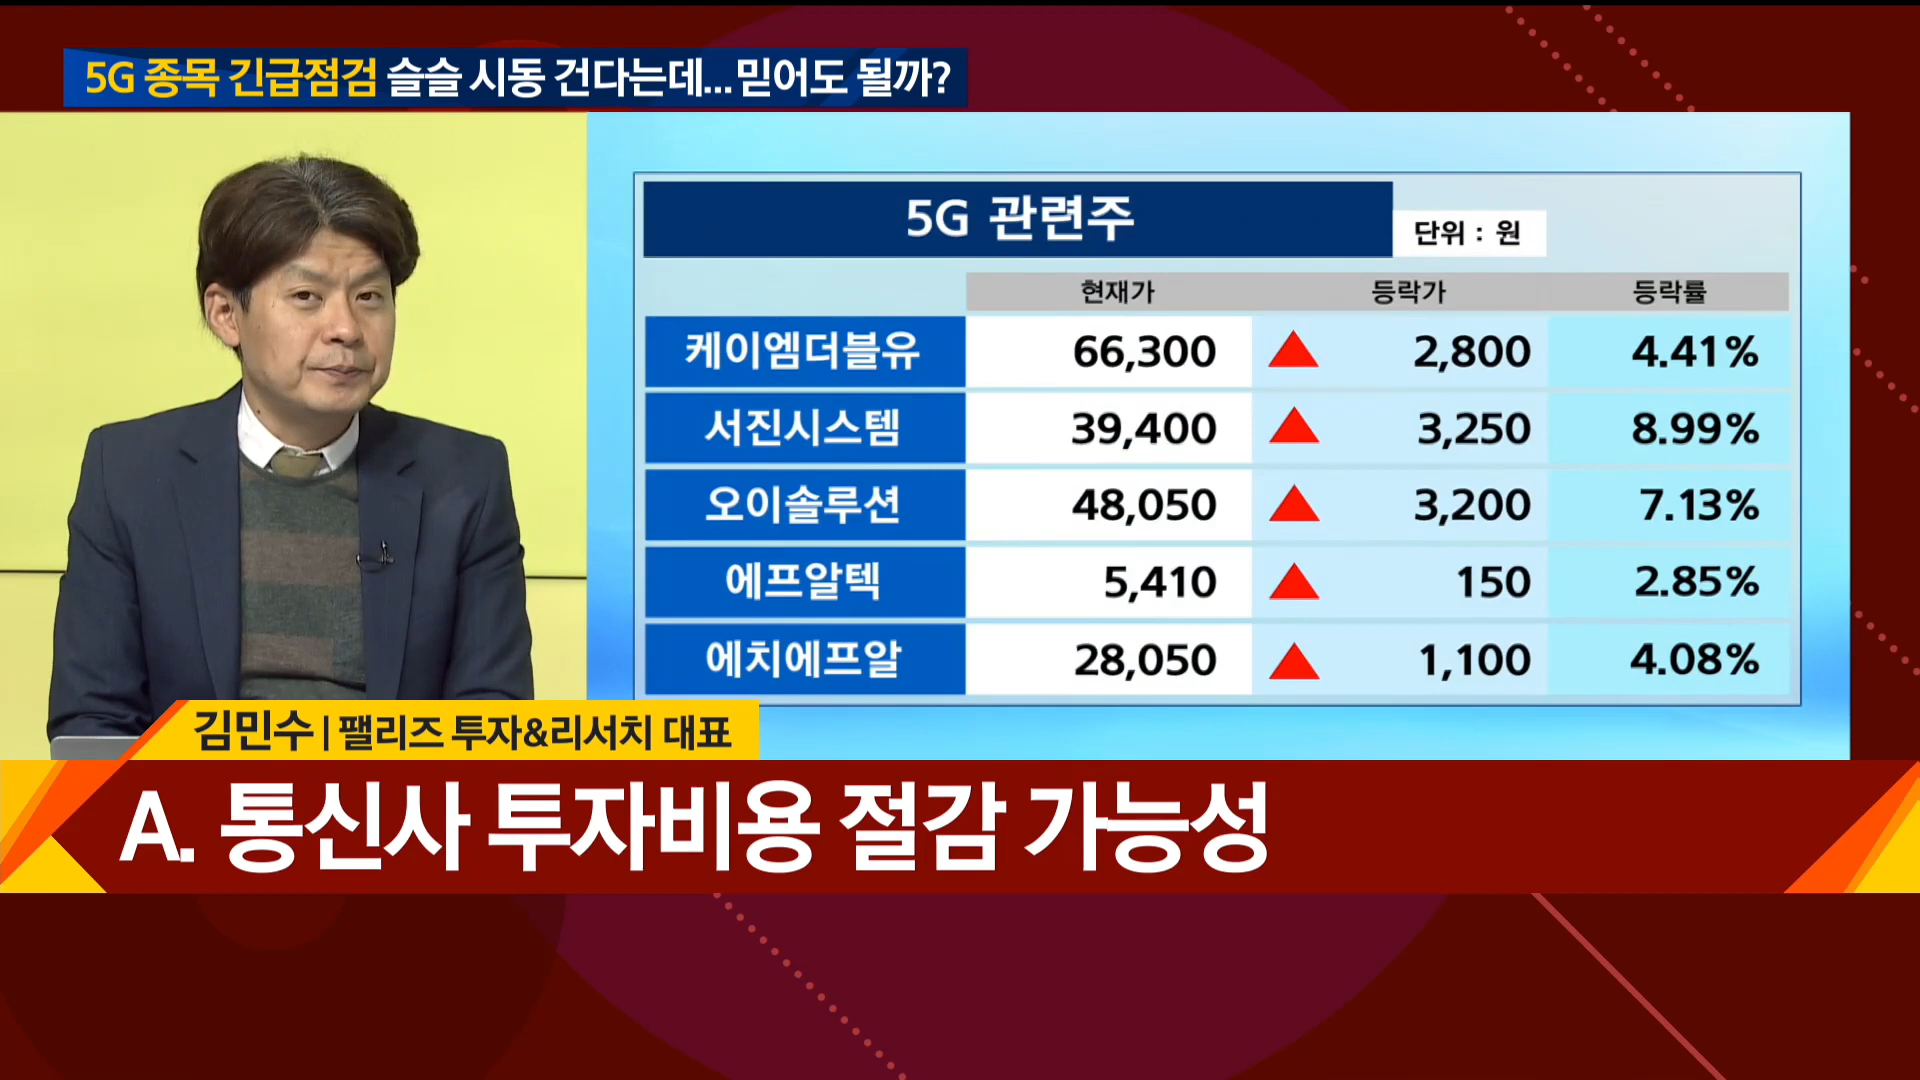 5G 종목 긴급점검 슬슬 시동 건다는데...믿어도 될까?
5G 관련주
단위 : 원
현재가 등락가 등락률
케이엠더블유 66,300 ▲ 2,800 4.41%
서진시스템 39,400 ▲ 3,250 8.99%
오이솔루션 48,050 ▲ 3,200 7.13%
에프알텍 5,410 ▲ 150 2.85%
에치에프알 28,050 ▲ 1,100 4.08%
김민수 | 팰리즈 투자&리서치 대표
A. 통신사 투자비용 절감 가능성